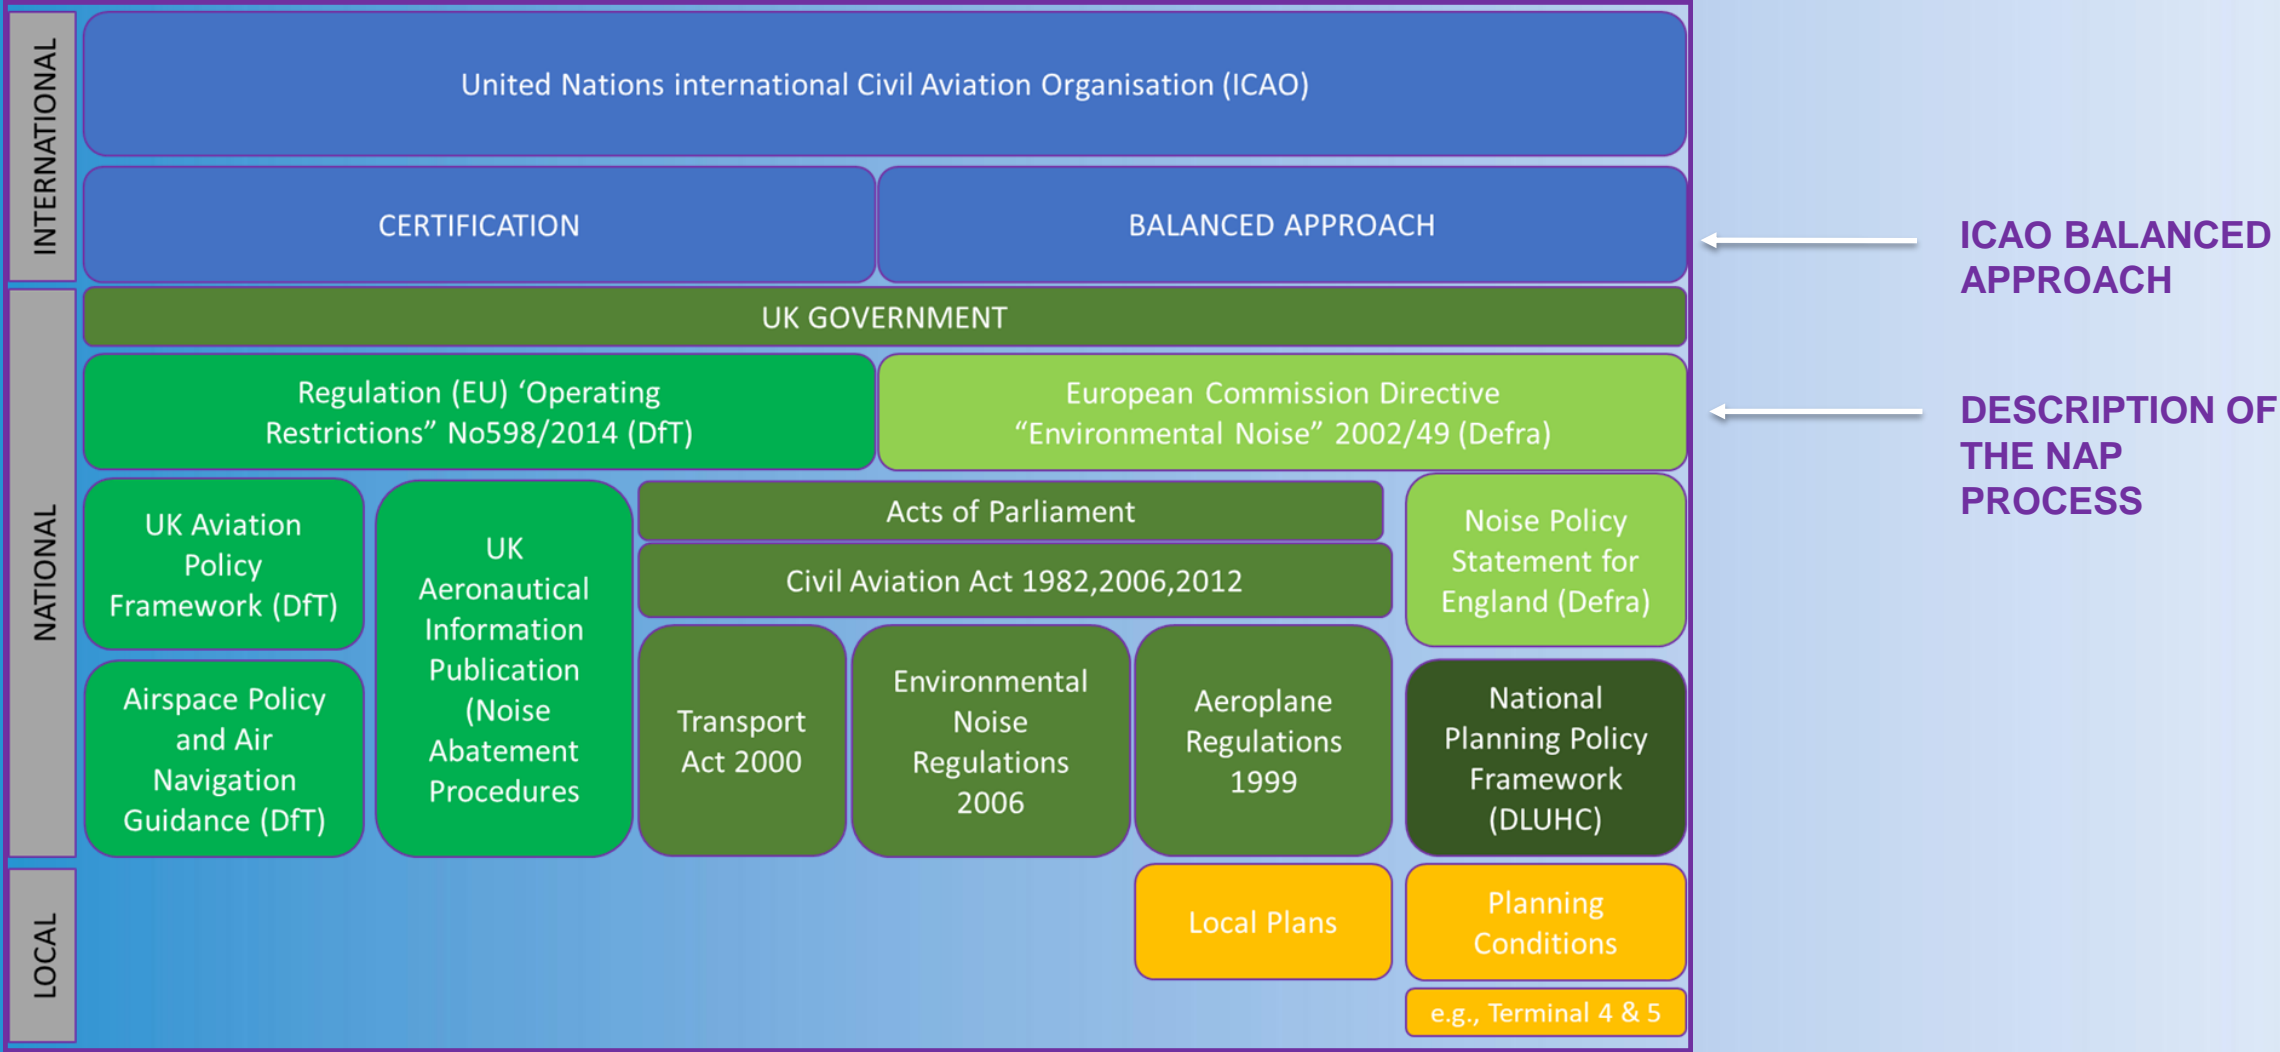 INTERNATIONAL
United Nations international Civil Aviation Organisation (ICAO)
CERTIFICATION
BALANCED APPROACH
ICAO BALANCED
APPROACH
NATIONAL
UK GOVERNMENT
Regulation (EU) ‘Operating
Restrictions” No598/2014 (DfT)
European Commission Directive
“Environmental Noise” 2002/49 (Defra)
DESCRIPTION OF
THE NAP
PROCESS
UK Aviation
Policy
Framework (DfT)
Airspace Policy
and Air
Navigation
Guidance (DfT)
UK
Aeronautical
Information
Publication
(Noise
Abatement
Procedures
Acts of Parliament
Civil Aviation Act 1982,2006,2012
Transport
Act 2000
Environmental
Noise
Regulations
2006
Aeroplane
Regulations
1999
Noise Policy
Statement for
England (Defra)
National
Planning Policy
Framework
(DLUHC)
LOCAL
Local Plans
Planning
Conditions
e.g., Terminal 4 & 5